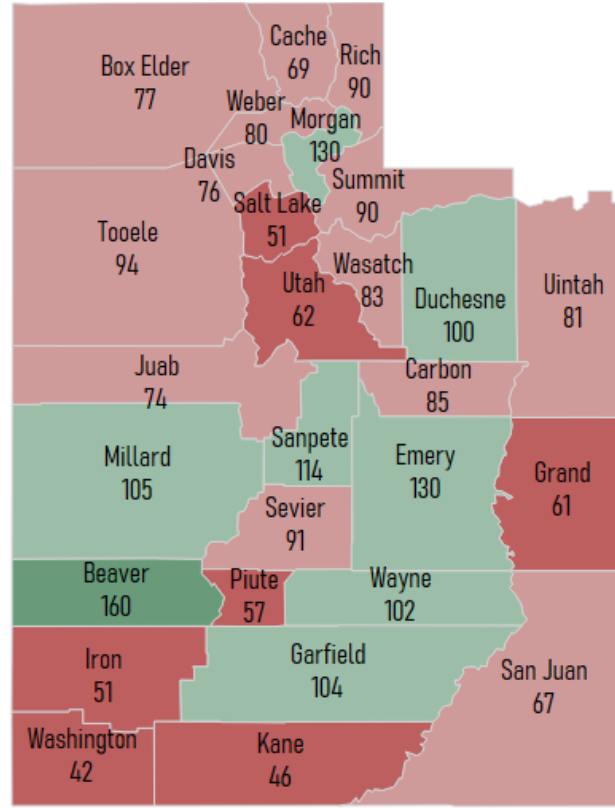 Cache
69
Rich
90
Box Elder
77
Weber
80
Morgan
130
Davis
76
Summit
90
Salt Lake
51
Tooele
94
Wasatch
83
Utah
62
Duchesne
100
Uintah
81
Juab
74
Carbon
85
Sanpete
114
Millard
105
Emery
130
Grand
61
Sevier
91
Beaver
160
Piute
57
Wayne
102
Iron
51
Garfield
104
San Juan
67
Washington
42
Kane
46